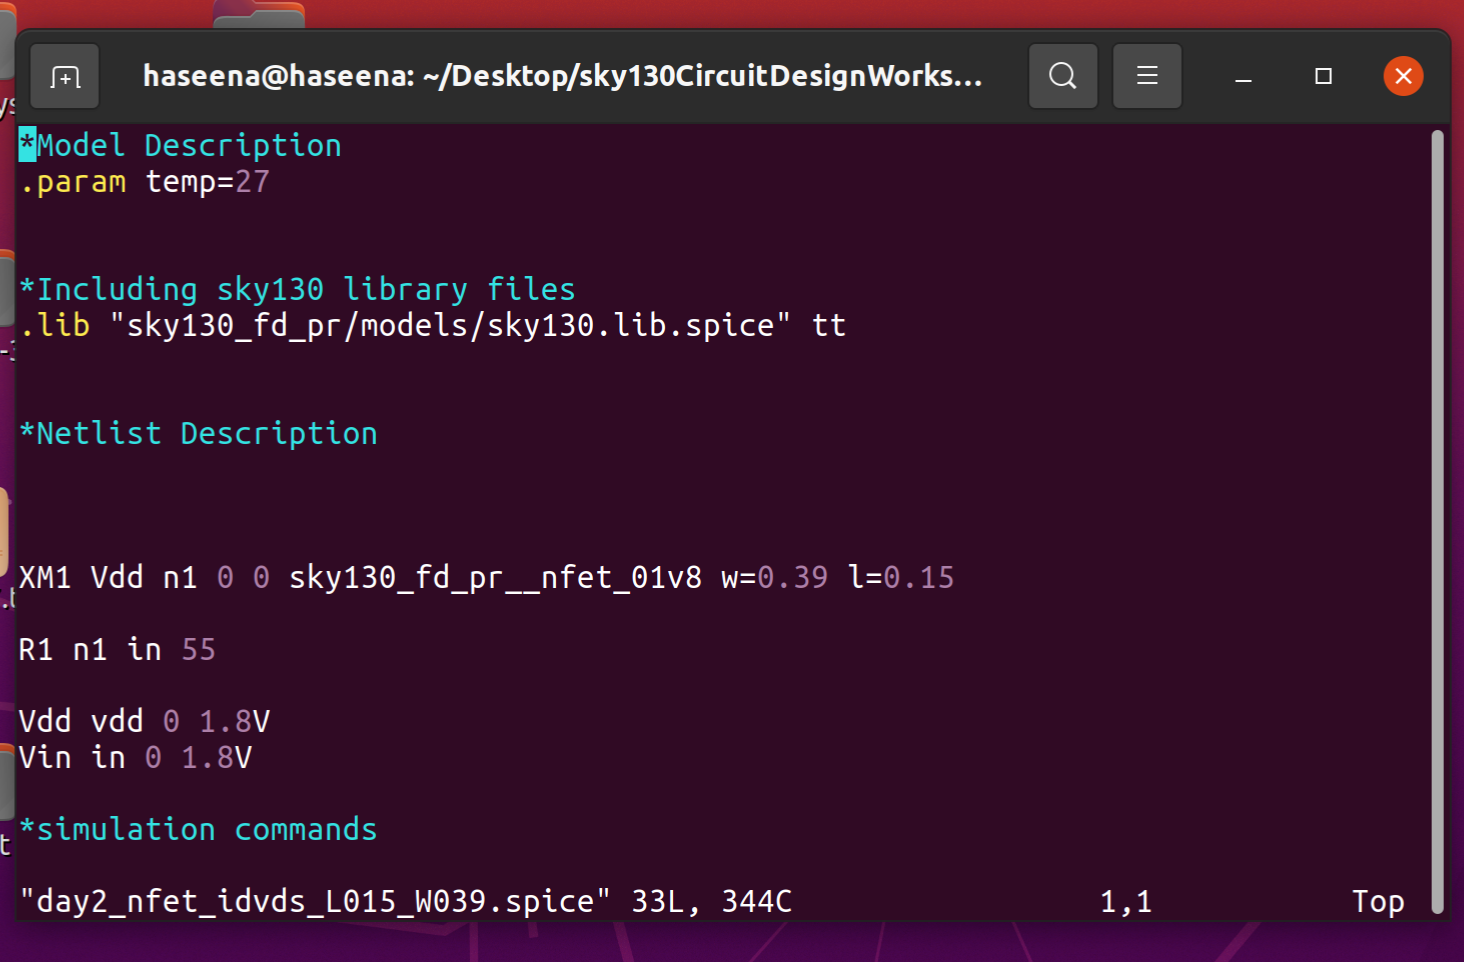 haseena@haseena: ~/Desktop/sky130CircuitDesignWorks...
*Model Description
.param temp=27
*Including sky130 library files
.lib "sky130_fd_pr/models/sky130.lib.spice" tt
*Netlist Description
XM1 Vdd n1 0 0 sky130_fd_pr__nfet_01v8 w=0.39 l=0.15
R1 n1 in 55
Vdd vdd 0 1.8V
Vin in 0 1.8V
*simulation commands
"day2_nfet_idvds_L015_W039.spice" 33L, 344C 1,1 Top